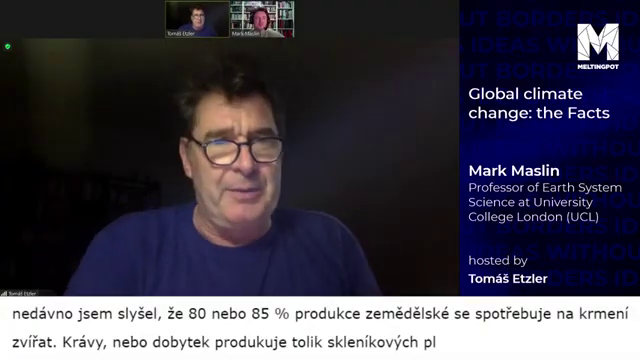 Tomáš Etzler
Mark Maslin
MELTINGPOT
Global climate
change: the Facts
Mark Maslin
Professor of Earth System
Science at University
College London (UCL)
hosted by
Tomáš Etzler
Tomáš Etzler
nedávno jsem slyšel, že 80 nebo 85 % produkce zemědělské se spotřebuje na krmení
zvířat. Krávy, nebo dobytek produkuje tolik skleníkových pl